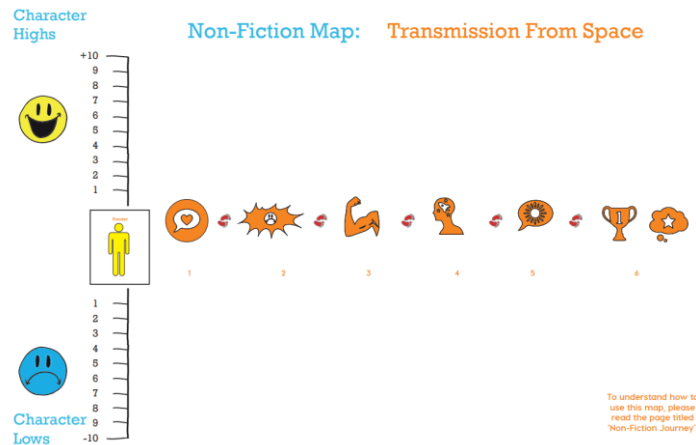 Character
Highs
Non-Fiction Map: Transmission From Space
+10
9
8
7
6
5
4
3
2
1
Character
1
1 2 3 4 5 6
1
2
3
4
5
6
7
8
9
-10
Character
Lows
To understand how to
use this map, please
read the page titled
'Non-Fiction Journey'